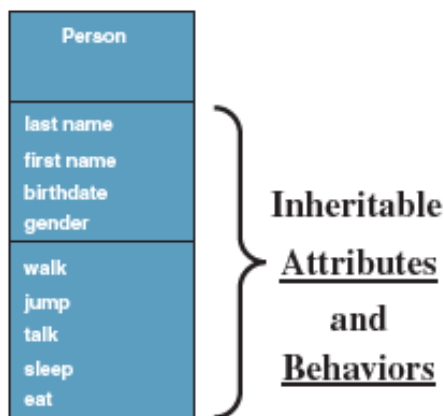 Person
last name
first name
birthdate
gender
walk
jump
talk
sleep
eat
Inheritable
Attributes
and
Behaviors